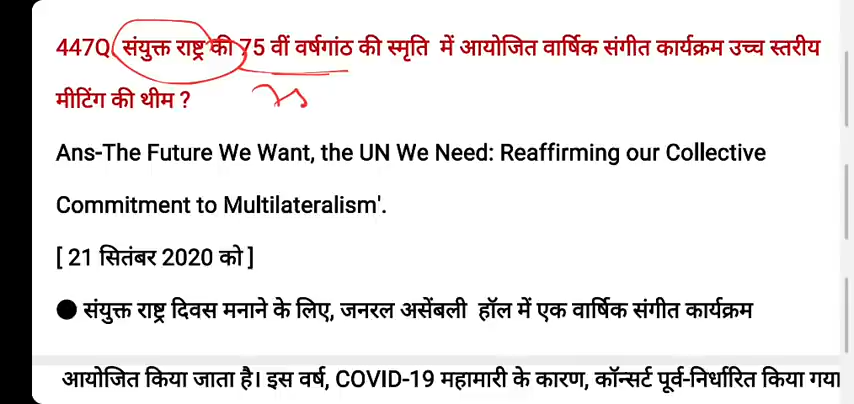 447Q. संयुक्त राष्ट्र की 75 वीं वर्षगांठ की स्मृति में आयोजित वार्षिक संगीत कार्यक्रम उच्च स्तरीय
मीटिंग की थीम ?
Ans-The Future We Want, the UN We Need: Reaffirming our Collective
Commitment to Multilateralism'.
[ 21 सितंबर 2020 को ]
● संयुक्त राष्ट्र दिवस मनाने के लिए, जनरल असेंबली हॉल में एक वार्षिक संगीत कार्यक्रम
आयोजित किया जाता है। इस वर्ष, COVID-19 महामारी के कारण, कॉन्सर्ट पूर्व-निर्धारित किया गया